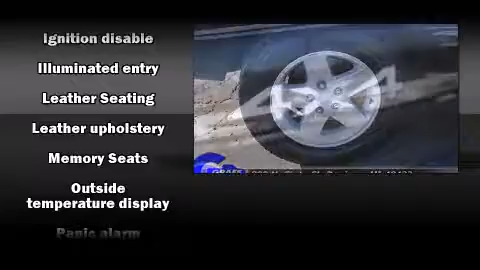 Ignition disable
Illuminated entry
Leather Seating
Leather upholstery
Memory Seats
Outside
temperature display
Panic alarm